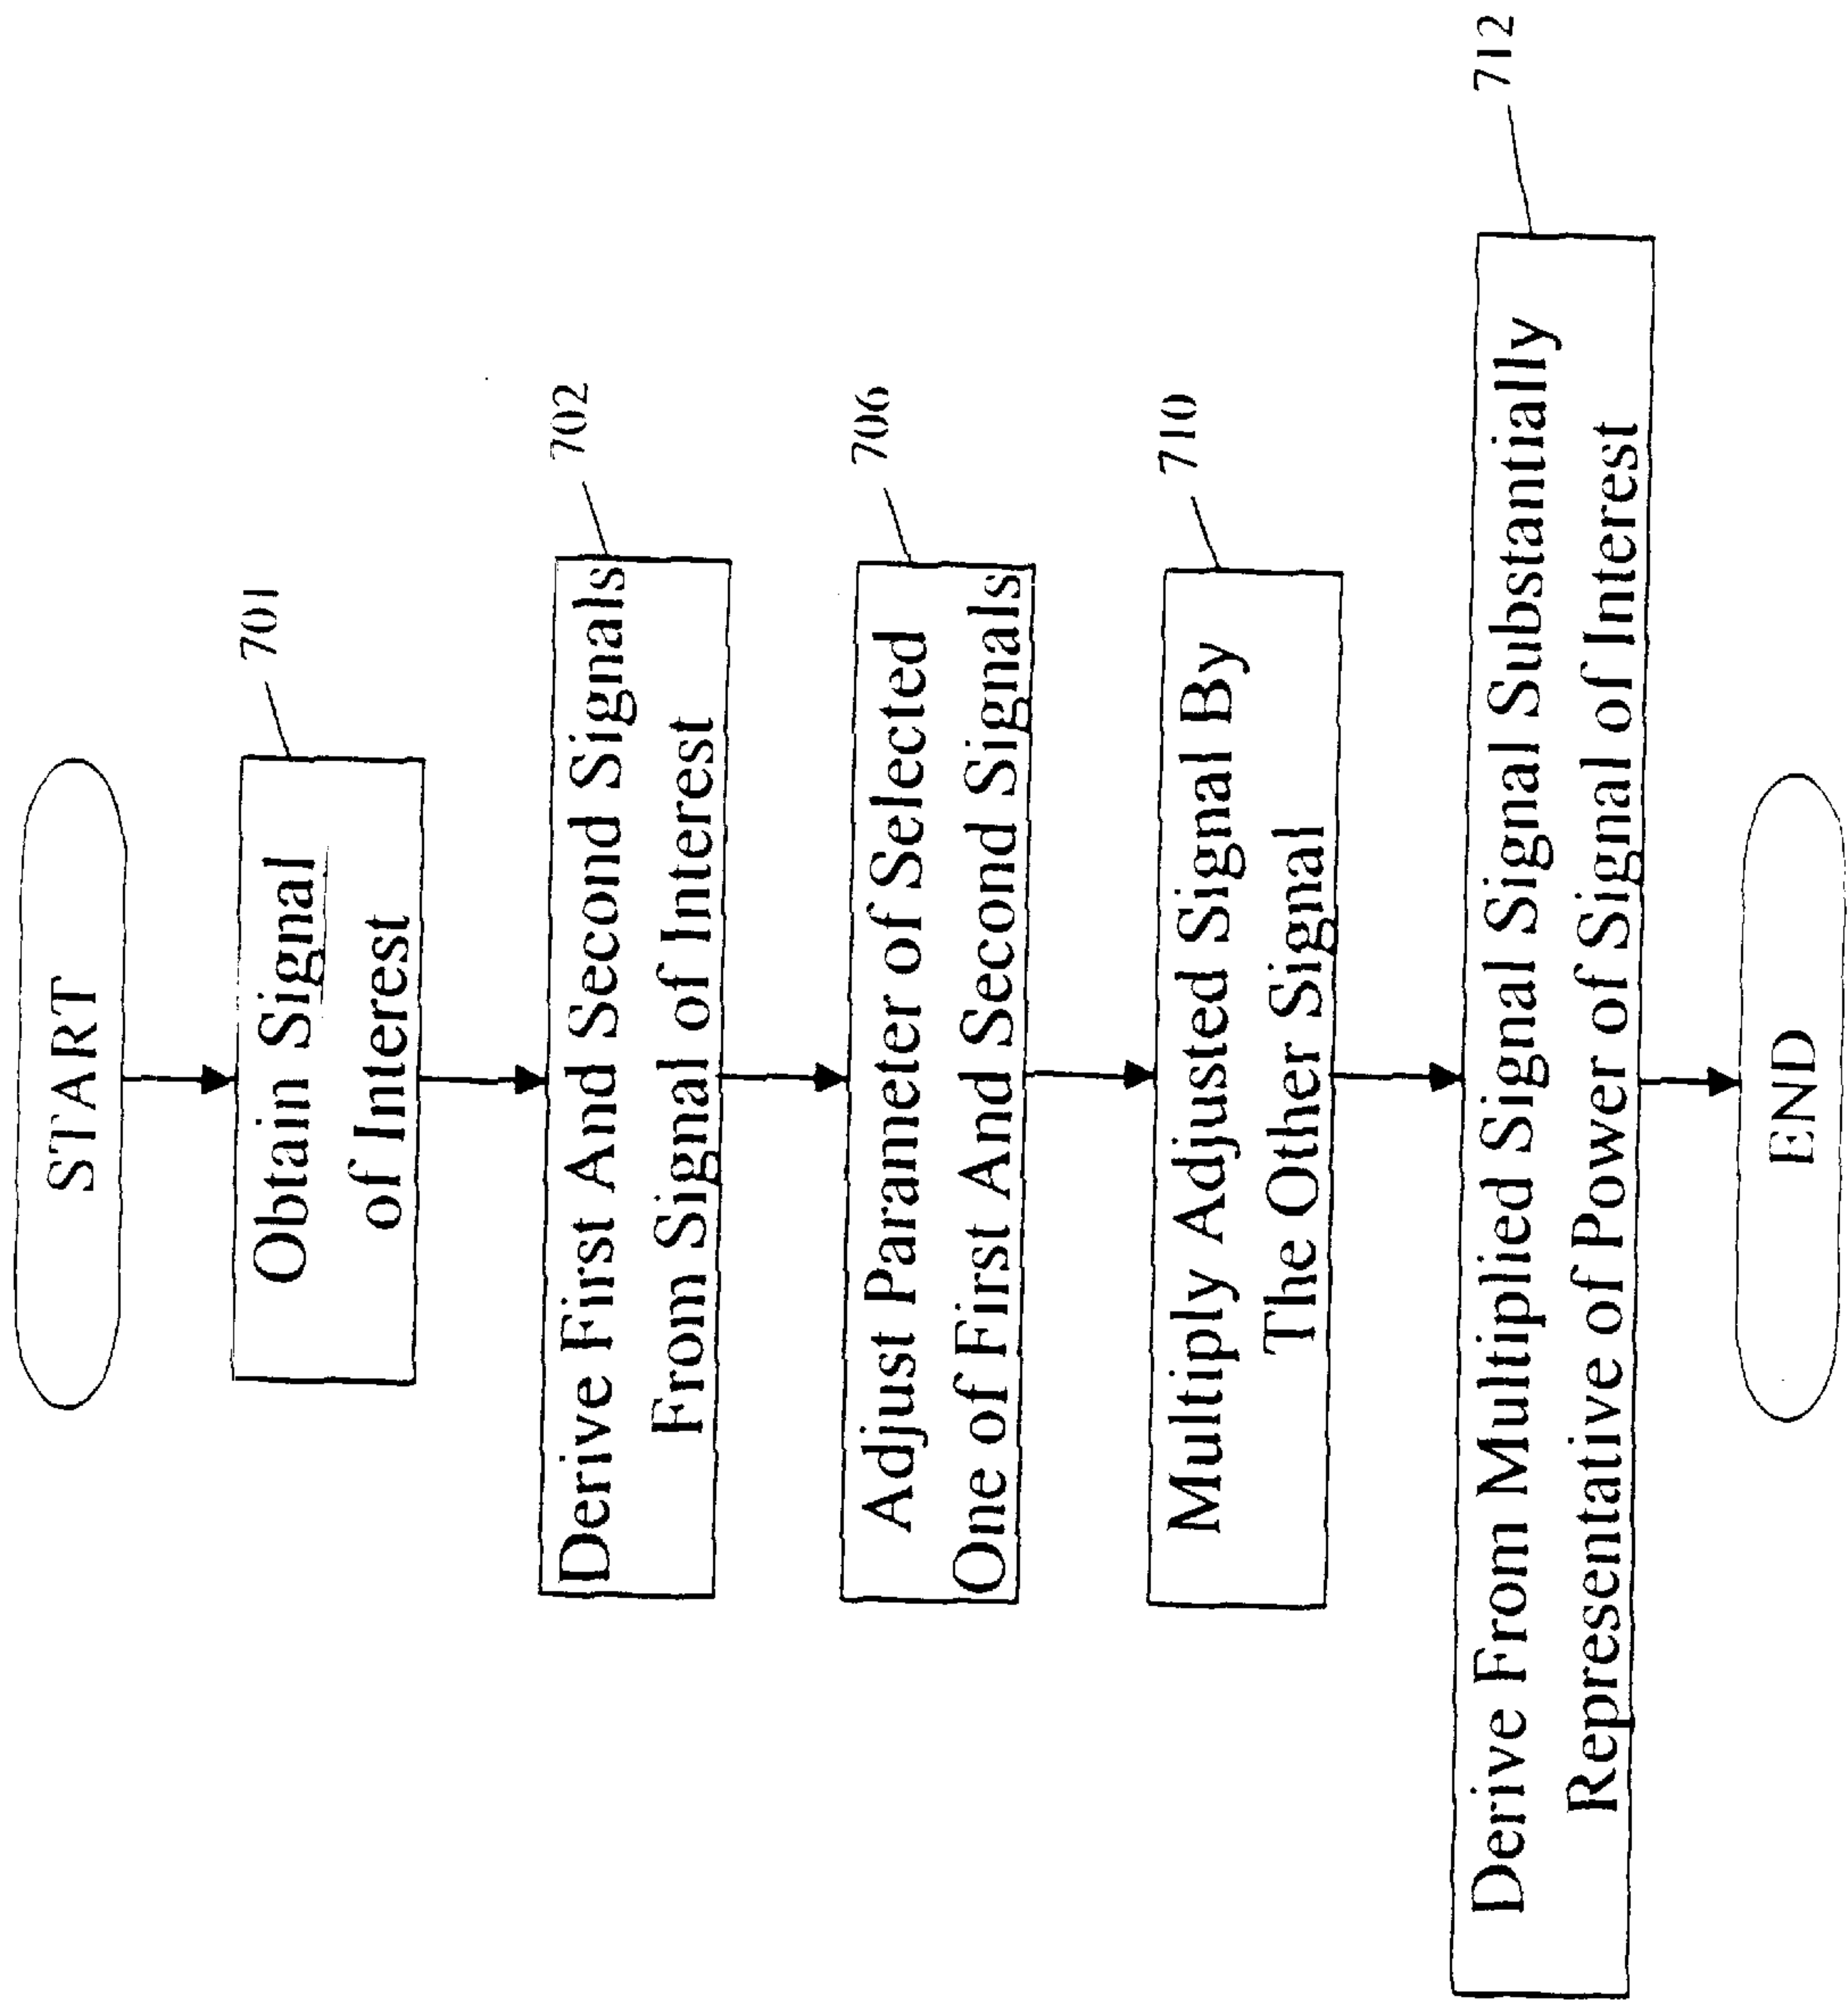 START
701
Obtain Signal
of Interest
702
Derive First And Second Signals
From Signal of Interest
706
Adjust Parameter of Selected
One of First And Second Signals
710
Multiply Adjusted Signal By
The Other Signal
712
Derive From Multiplied Signal Signal Substantially
Representative of Power of Signal of Interest
END